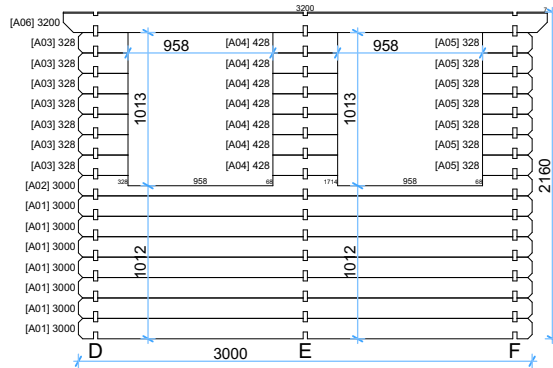 3200
7
[A06] 3200
[A03] 328 958 [A04] 428 958 [A05] 328
[A03] 328 [A04] 428 [A05] 328
[A03] 328 [A04] 428 [A05] 328
[A03] 328 1013 [A04] 428 1013 [A05] 328
[A03] 328 [A04] 428 [A05] 328
[A03] 328 [A04] 428 [A05] 328
[A03] 328 [A04] 428 [A05] 328
[A02] 3000 328 958 68 1714 958 68 2160
[A01] 3000
[A01] 3000
[A01] 3000
[A01] 3000 1012 1012
[A01] 3000
[A01] 3000
[A01] 3000
D E F
3000